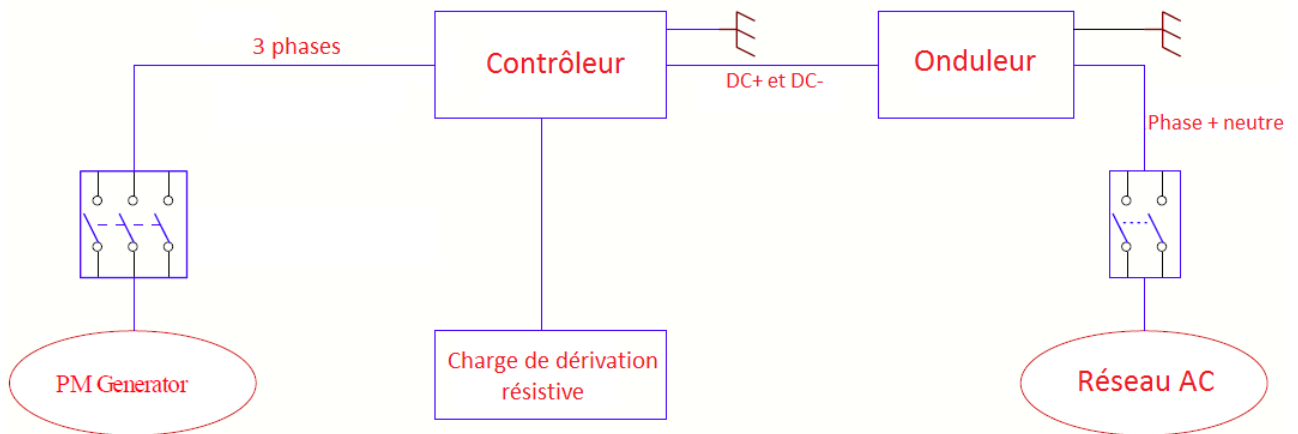 3 phases
Contrôleur
DC+ et DC-
Onduleur
Phase + neutre
PM Generator
Charge de dérivation
résistive
Réseau AC